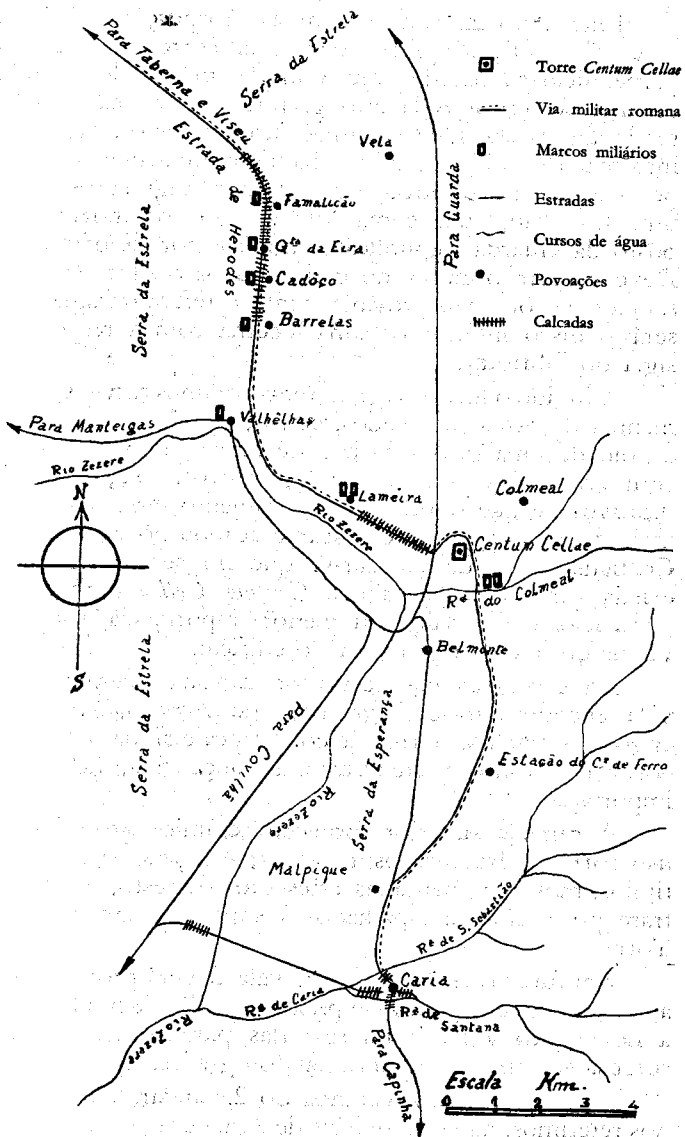 Serra da Estrela
Para Taberna e Viseu
Estrada de Herodes
Vela
Para Guarda
Torre Centum Cellae
Via militar romana
Marcos miliários
Estradas
Cursos de água
Povoações
Calcadas
Famalicão
Qta da Eira
Cadôço
Barrelas
Serra da Estrela
Para Manteigas
Valhêlhas
Rio Zezere
Lameira
Rio Zezere
Colmeal
Centum Cellae
Rª do Colmeal
N
S
Belmonte
Serra da Estrela
Para Covilhã
Serra da Esperança
Estação do Cº de Ferro
Rio Zezere
Malpique
Rª de S. Sebastião
Caria
Rª de Caria
Rª de Santana
Rio Zezere
Para Capinha
Escala Km.
0 1 2 3 4